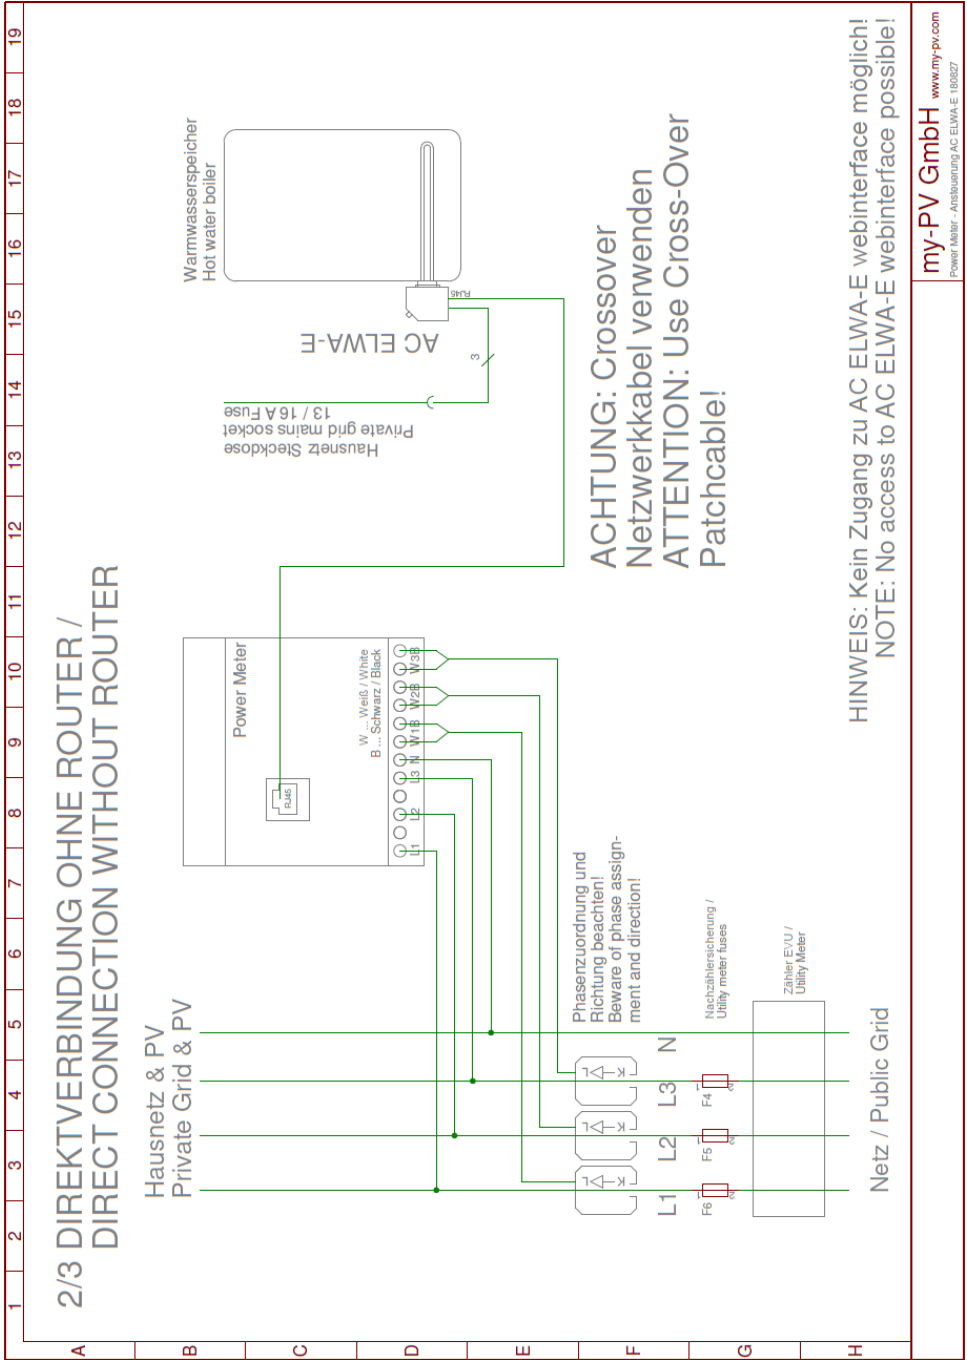 2/3 DIREKTVERBINDUNG OHNE ROUTER /
DIRECT CONNECTION WITHOUT ROUTER
1 2 3 4 5 6 7 8 9 10 11 12 13 14 15 16 17 18 19
A
B
C
D
E
F
G
H
Hausnetz & PV
Private Grid & PV
Power Meter
RJ45
W ... Weiß / White
B ... Schwarz / Black
L1 L2 L3 N W1B W2B W3B
Hausnetz Steckdose
Private grid mains socket
13 / 16 A Fuse
3
AC ELWA-E
RJ45
Warmwasserspeicher
Hot water boiler
Phasenzuordnung und
Richtung beachten!
Beware of phase assign-
ment and direction!
K L
K L
K L
L1 L2 L3 N
Nachzählersicherung /
Utility meter fuses
F6 1 2
F5 1 2
F4 1 2
Zähler EVU /
Utility Meter
Netz / Public Grid
ACHTUNG: Crossover
Netzwerkkabel verwenden
ATTENTION: Use Cross-Over
Patchcable!
HINWEIS: Kein Zugang zu AC ELWA-E webinterface möglich!
NOTE: No access to AC ELWA-E webinterface possible!
my-PV GmbH www.my-pv.com
Power Meter - Ansteuerung AC ELWA-E 180827